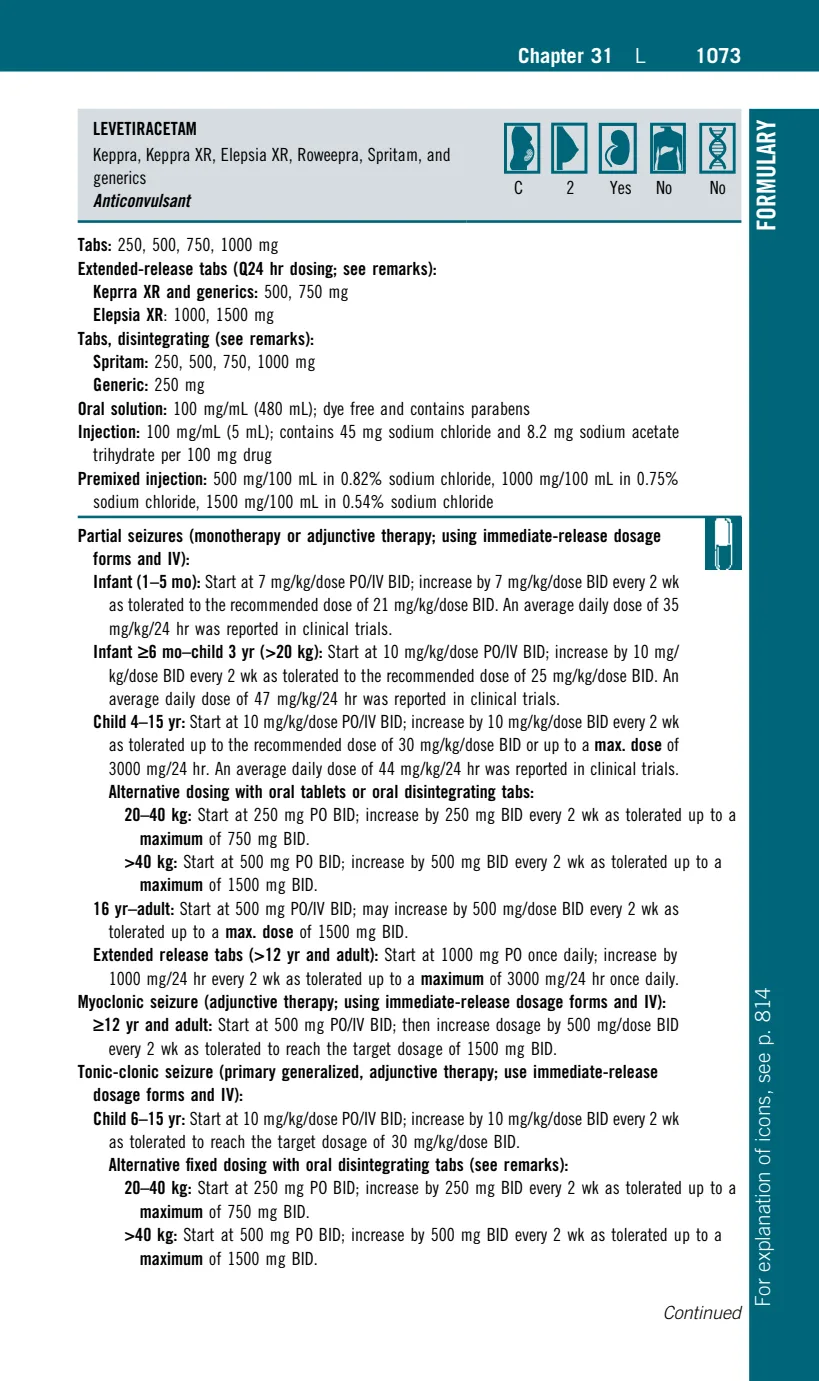 Chapter 31 L 1073
LEVETIRACETAM
Keppra, Keppra XR, Elepsia XR, Roweepra, Spritam, and
generics
Anticonvulsant
C 2 Yes No No
FORMULARY
Tabs: 250, 500, 750, 1000 mg
Extended-release tabs (Q24 hr dosing; see remarks):
Keprra XR and generics: 500, 750 mg
Elepsia XR: 1000, 1500 mg
Tabs, disintegrating (see remarks):
Spritam: 250, 500, 750, 1000 mg
Generic: 250 mg
Oral solution: 100 mg/mL (480 mL); dye free and contains parabens
Injection: 100 mg/mL (5 mL); contains 45 mg sodium chloride and 8.2 mg sodium acetate
trihydrate per 100 mg drug
Premixed injection: 500 mg/100 mL in 0.82% sodium chloride, 1000 mg/100 mL in 0.75%
sodium chloride, 1500 mg/100 mL in 0.54% sodium chloride
Partial seizures (monotherapy or adjunctive therapy; using immediate-release dosage
forms and IV):
Infant (1–5 mo): Start at 7 mg/kg/dose PO/IV BID; increase by 7 mg/kg/dose BID every 2 wk
as tolerated to the recommended dose of 21 mg/kg/dose BID. An average daily dose of 35
mg/kg/24 hr was reported in clinical trials.
Infant ≥6 mo–child 3 yr (>20 kg): Start at 10 mg/kg/dose PO/IV BID; increase by 10 mg/
kg/dose BID every 2 wk as tolerated to the recommended dose of 25 mg/kg/dose BID. An
average daily dose of 47 mg/kg/24 hr was reported in clinical trials.
Child 4–15 yr: Start at 10 mg/kg/dose PO/IV BID; increase by 10 mg/kg/dose BID every 2 wk
as tolerated up to the recommended dose of 30 mg/kg/dose BID or up to a max. dose of
3000 mg/24 hr. An average daily dose of 44 mg/kg/24 hr was reported in clinical trials.
Alternative dosing with oral tablets or oral disintegrating tabs:
20–40 kg: Start at 250 mg PO BID; increase by 250 mg BID every 2 wk as tolerated up to a
maximum of 750 mg BID.
>40 kg: Start at 500 mg PO BID; increase by 500 mg BID every 2 wk as tolerated up to a
maximum of 1500 mg BID.
16 yr–adult: Start at 500 mg PO/IV BID; may increase by 500 mg/dose BID every 2 wk as
tolerated up to a max. dose of 1500 mg BID.
Extended release tabs (>12 yr and adult): Start at 1000 mg PO once daily; increase by
1000 mg/24 hr every 2 wk as tolerated up to a maximum of 3000 mg/24 hr once daily.
Myoclonic seizure (adjunctive therapy; using immediate-release dosage forms and IV):
≥12 yr and adult: Start at 500 mg PO/IV BID; then increase dosage by 500 mg/dose BID
every 2 wk as tolerated to reach the target dosage of 1500 mg BID.
Tonic-clonic seizure (primary generalized, adjunctive therapy; use immediate-release
dosage forms and IV):
Child 6–15 yr: Start at 10 mg/kg/dose PO/IV BID; increase by 10 mg/kg/dose BID every 2 wk
as tolerated to reach the target dosage of 30 mg/kg/dose BID.
Alternative fixed dosing with oral disintegrating tabs (see remarks):
20–40 kg: Start at 250 mg PO BID; increase by 250 mg BID every 2 wk as tolerated up to a
maximum of 750 mg BID.
>40 kg: Start at 500 mg PO BID; increase by 500 mg BID every 2 wk as tolerated up to a
maximum of 1500 mg BID.
For explanation of icons, see p. 814
Continued